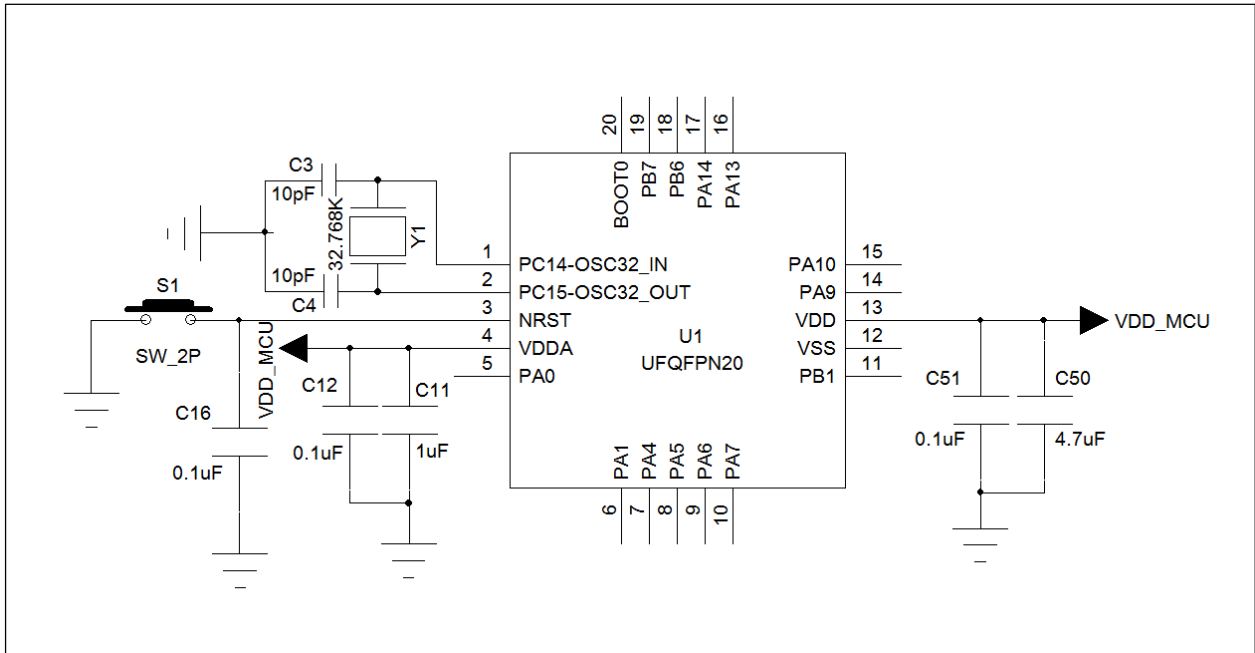 20
19
18
17
16
BOOT0
PB7
PB6
PA14
PA13
C3
10pF
32.768K
Y1
10pF
C4
1
PC14-OSC32_IN
2
PC15-OSC32_OUT
3
NRST
4
VDDA
5
PA0
S1
SW_2P
VDD_MCU
C16
0.1uF
C12
0.1uF
C11
1uF
U1
UFQFPN20
PA10
15
PA9
14
VDD
13
VSS
12
PB1
11
VDD_MCU
C51
0.1uF
C50
4.7uF
PA1
PA4
PA5
PA6
PA7
6
7
8
9
10